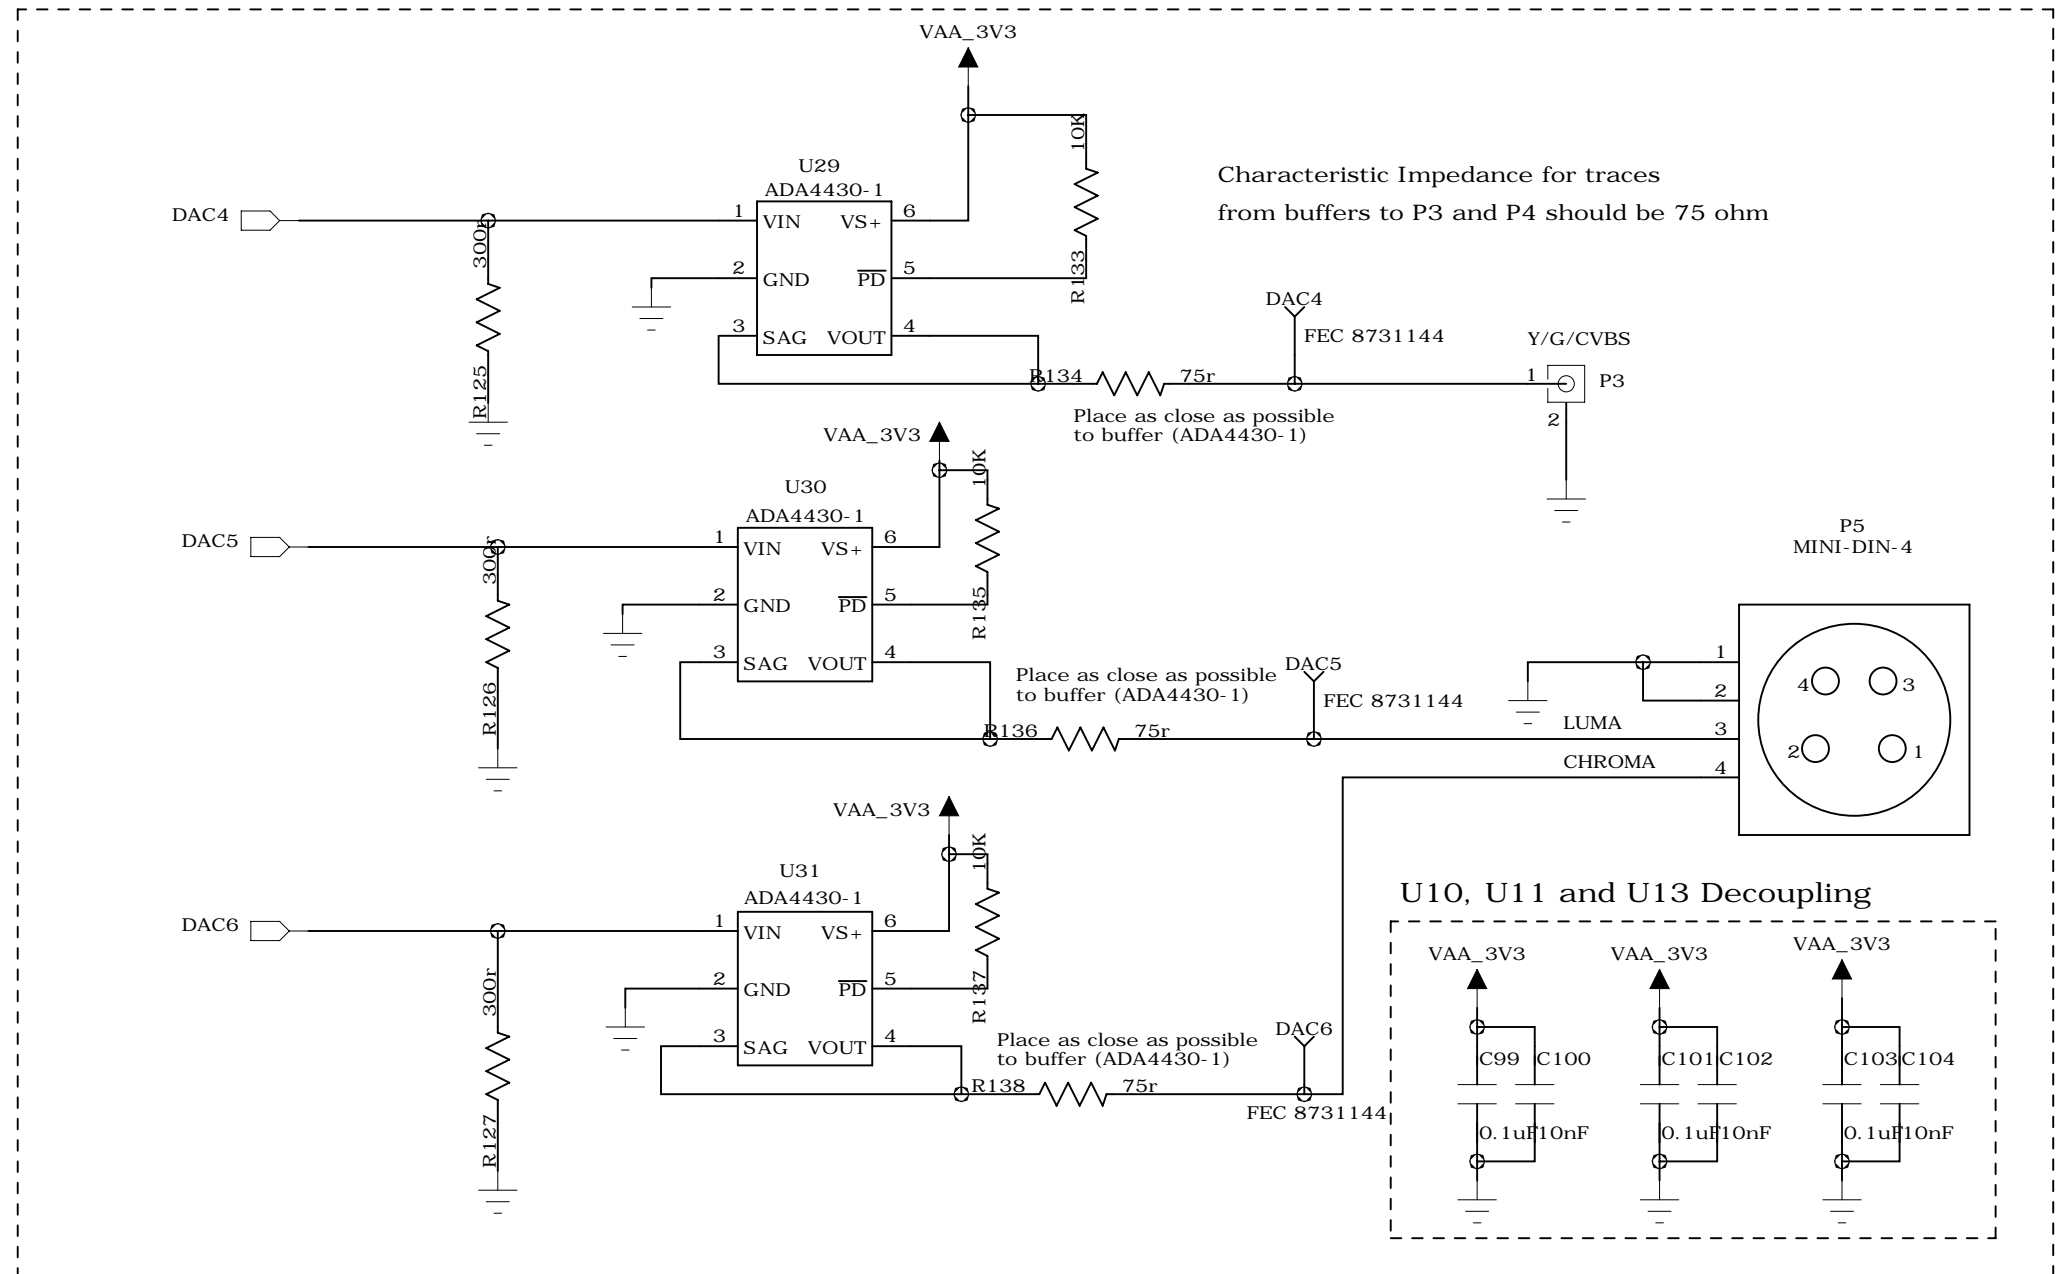 VAA_3V3
10K
U29
ADA4430-1
Characteristic Impedance for traces
from buffers to P3 and P4 should be 75 ohm
DAC4
300r
1 VIN VS+ 6
2 GND PD 5
3 SAG VOUT 4
R133
R125
DAC4
FEC 8731144
Y/G/CVBS
R134 75r
1 P3
2
Place as close as possible
to buffer (ADA4430-1)
VAA_3V3
10K
U30
ADA4430-1
DAC5
300r
1 VIN VS+ 6
2 GND PD 5
3 SAG VOUT 4
R135
R126
P5
MINI-DIN-4
Place as close as possible
to buffer (ADA4430-1)
DAC5
FEC 8731144
R136 75r
1
2
LUMA 3
CHROMA 4
4 3
2 1
VAA_3V3
10K
U31
ADA4430-1
DAC6
300r
1 VIN VS+ 6
2 GND PD 5
3 SAG VOUT 4
R137
R127
Place as close as possible
to buffer (ADA4430-1)
DAC6
R138 75r
FEC 8731144
U10, U11 and U13 Decoupling
VAA_3V3 VAA_3V3 VAA_3V3
C99 C100 C101 C102 C103 C104
0.1uF 10nF 0.1uF 10nF 0.1uF 10nF